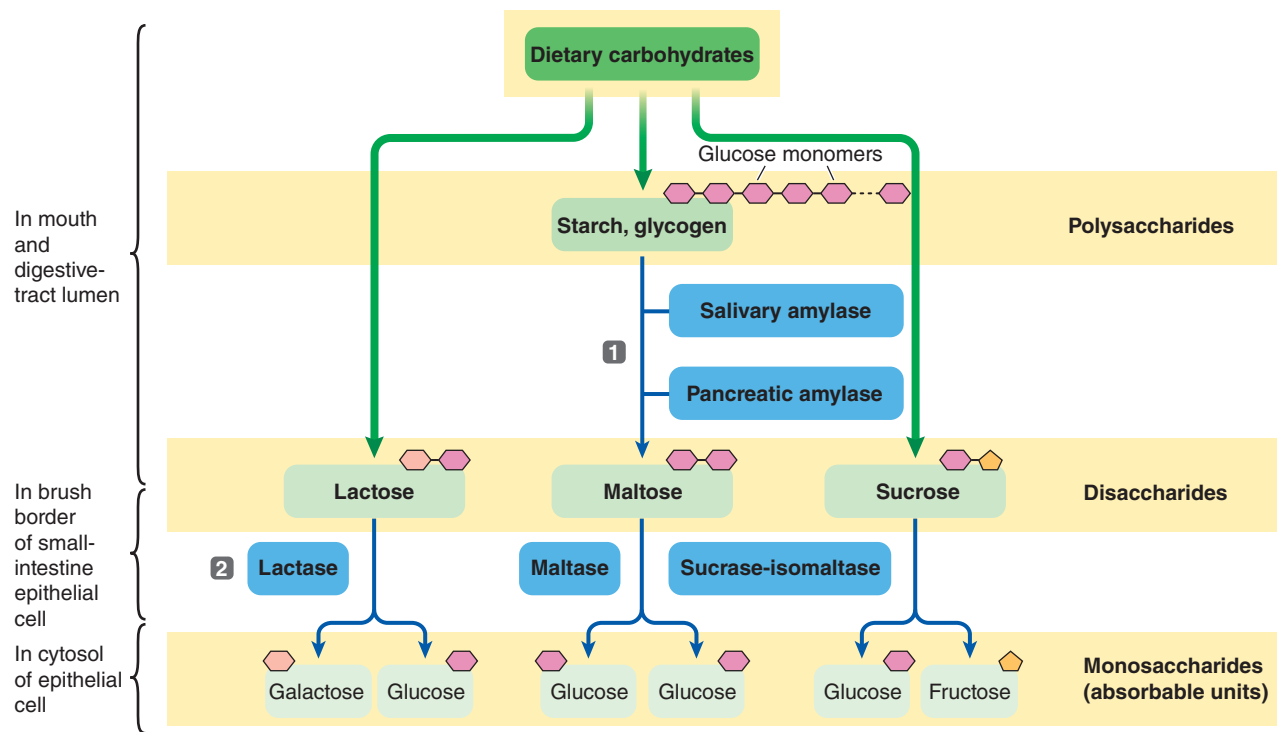 Dietary carbohydrates
Glucose monomers
In mouth
and
digestive-
tract lumen
Starch, glycogen
Polysaccharides
Salivary amylase
1
Pancreatic amylase
Lactose
Maltose
Sucrose
Disaccharides
In brush
border
of small-
intestine
epithelial
cell
2
Lactase
Maltase
Sucrase-isomaltase
In cytosol
of epithelial
cell
Galactose
Glucose
Glucose
Glucose
Glucose
Fructose
Monosaccharides
(absorbable units)